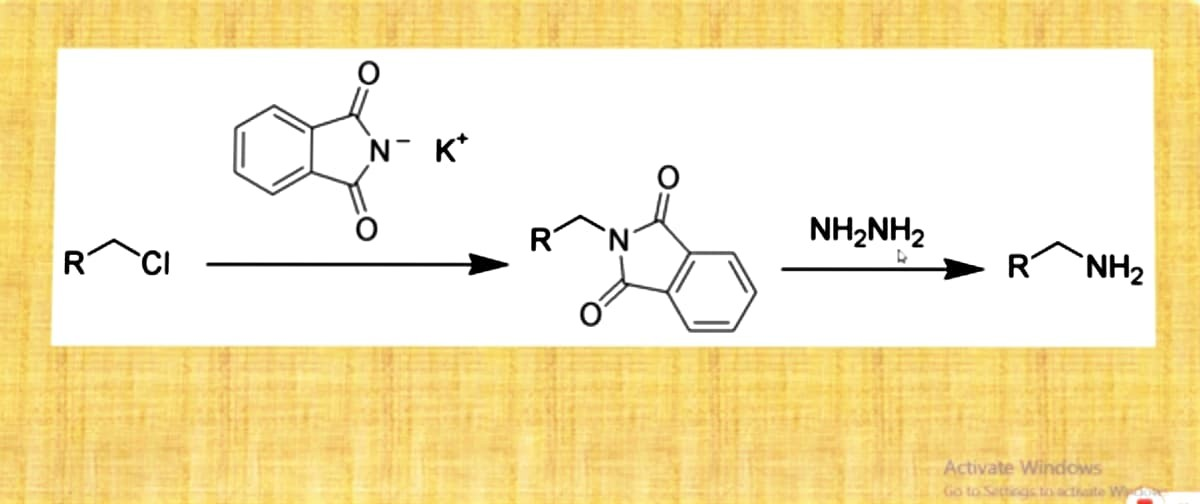 O
N⁻ K⁺
O
R Cl
R N
O
O
NH₂NH₂
R NH₂
Activate Windows
Go to Settings to activate Windows